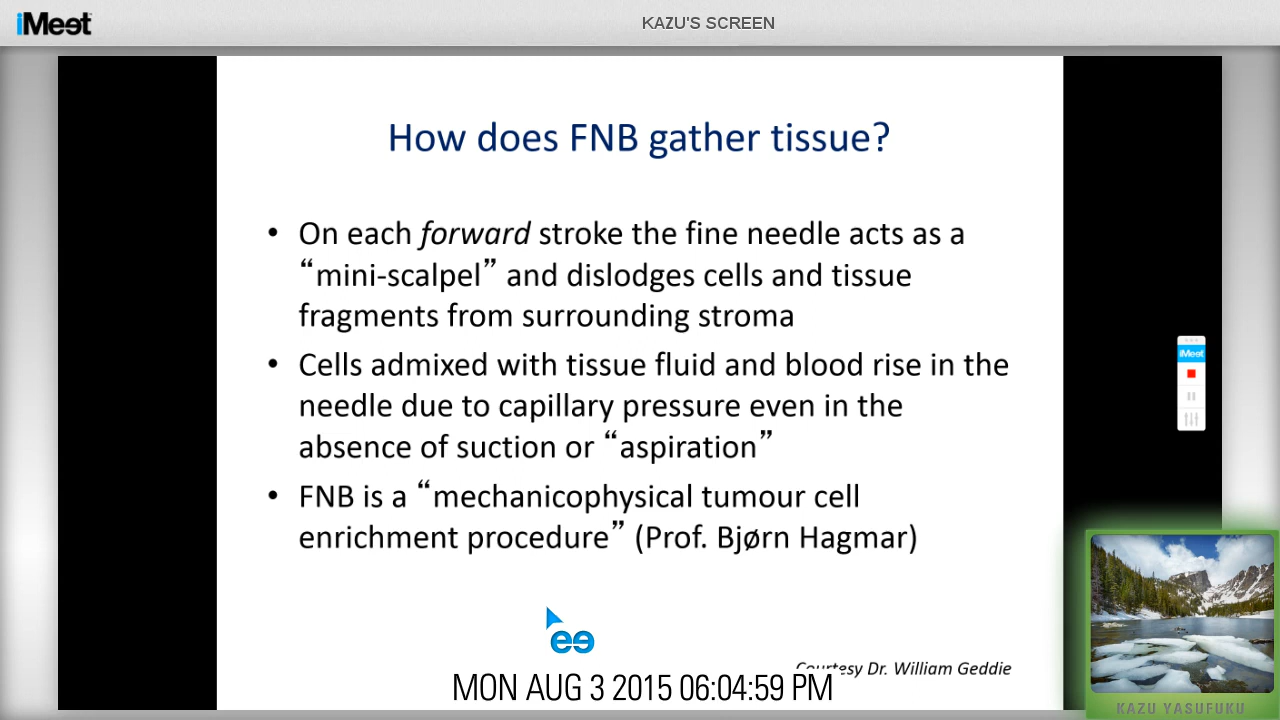 iMeet
KAZU'S SCREEN
How does FNB gather tissue?
• On each forward stroke the fine needle acts as a
“mini-scalpel” and dislodges cells and tissue
fragments from surrounding stroma
• Cells admixed with tissue fluid and blood rise in the
needle due to capillary pressure even in the
absence of suction or “aspiration”
• FNB is a “mechanicophysical tumour cell
enrichment procedure” (Prof. Bjørn Hagmar)
iMeet
ee
Courtesy Dr. William Geddie
MON AUG 3 2015 06:04:59 PM
KAZU YASUFUKU